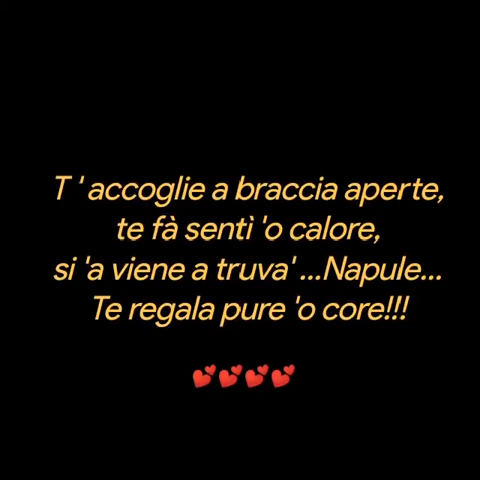 T ' accoglie a braccia aperte,
te fà sentì 'o calore,
si 'a viene a truva' ...Napule...
Te regala pure 'o core!!!
💕💕💕💕